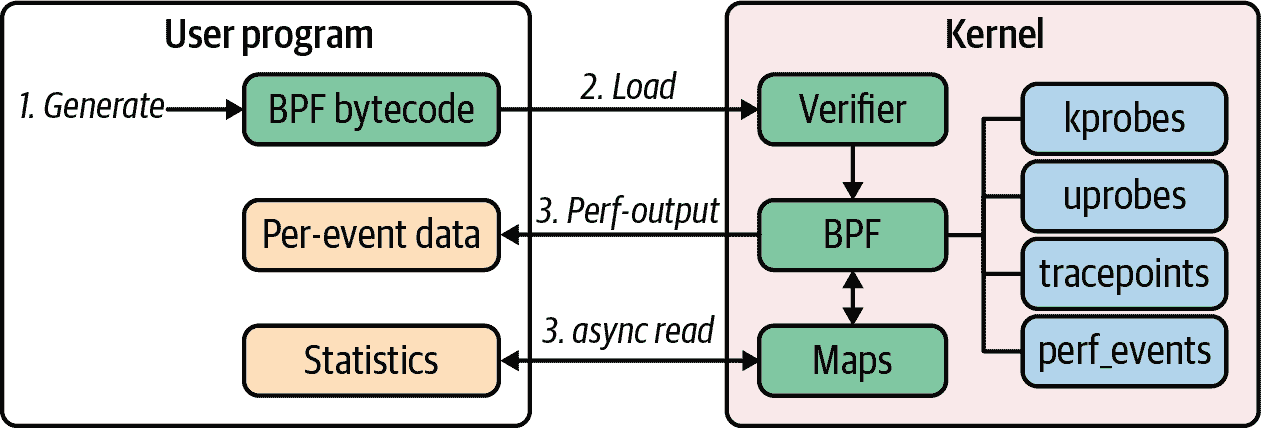 User program
Kernel
1. Generate
BPF bytecode
2. Load
Verifier
kprobes
uprobes
Per-event data
3. Perf-output
BPF
tracepoints
Statistics
3. async read
Maps
perf_events